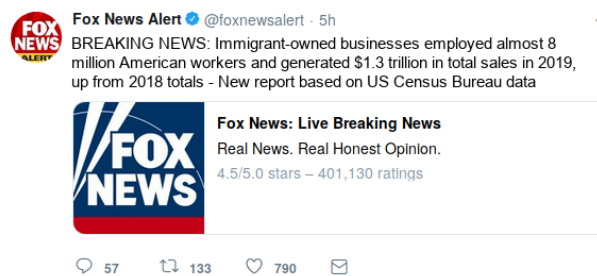 FOX NEWS ALERT
Fox News Alert @foxnewsalert · 5h
BREAKING NEWS: Immigrant-owned businesses employed almost 8
million American workers and generated $1.3 trillion in total sales in 2019,
up from 2018 totals - New report based on US Census Bureau data
FOX
NEWS
Fox News: Live Breaking News
Real News. Real Honest Opinion.
4.5/5.0 stars – 401,130 ratings
57 133 790